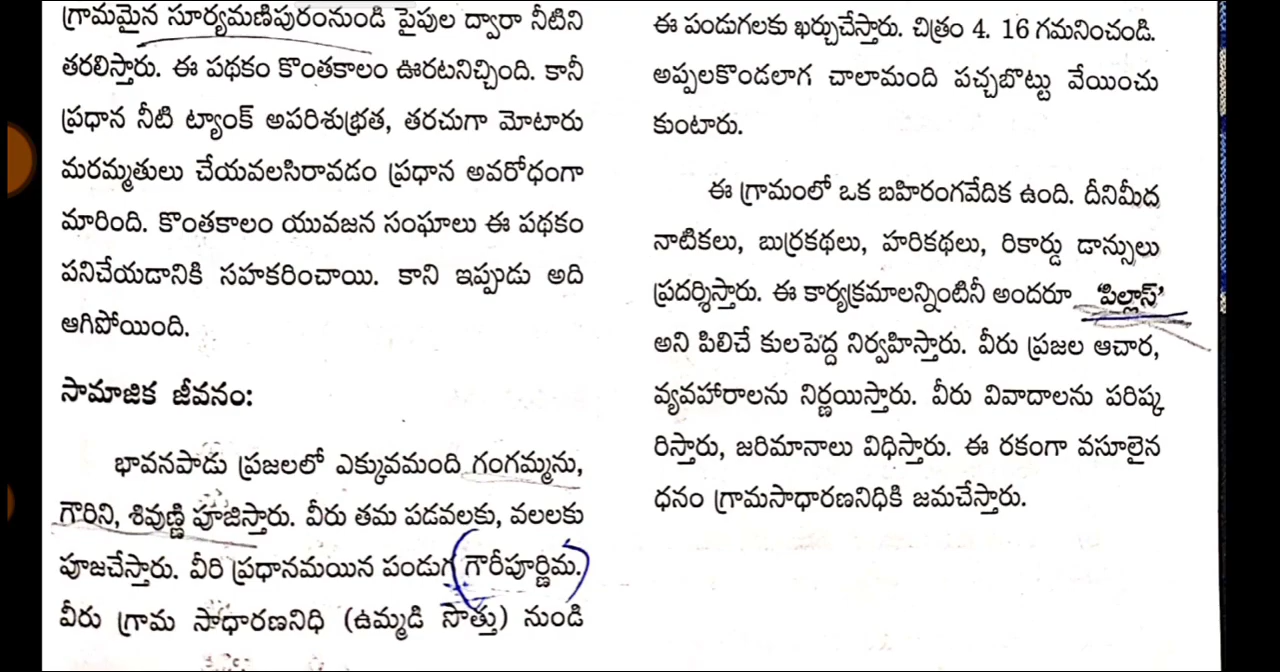 గ్రామమైన సూర్యమణిపురంనుండి పైపుల ద్వారా నీటిని
తరలిస్తారు. ఈ పథకం కొంతకాలం ఊరటనిచ్చింది. కానీ
ప్రధాన నీటి ట్యాంక్ అపరిశుభ్రత, తరచుగా మోటారు
మరమ్మతులు చేయవలసిరావడం ప్రధాన అవరోధంగా
మారింది. కొంతకాలం యువజన సంఘాలు ఈ పథకం
పనిచేయడానికి సహకరించాయి. కాని ఇప్పుడు అది
ఆగిపోయింది.
సామాజిక జీవనం:
భావనపాడు ప్రజలలో ఎక్కువమంది గంగమ్మను,
గౌరిని, శివుణ్ణి పూజిస్తారు. వీరు తమ పడవలకు, వలలకు
పూజచేస్తారు. వీరి ప్రధానమయిన పండుగ గౌరీపూర్ణిమ.
వీరు గ్రామ సాధారణనిధి (ఉమ్మడి సొత్తు) నుండి
ఈ పండుగలకు ఖర్చుచేస్తారు. చిత్రం 4. 16 గమనించండి.
అప్పలకొండలాగ చాలామంది పచ్చబొట్టు వేయించు
కుంటారు.
ఈ గ్రామంలో ఒక బహిరంగవేదిక ఉంది. దీనిమీద
నాటికలు, బుర్రకథలు, హరికథలు, రికార్డు డాన్సులు
ప్రదర్శిస్తారు. ఈ కార్యక్రమాలన్నింటినీ అందరూ 'పిల్లాస్'
అని పిలిచే కులపెద్ద నిర్వహిస్తారు. వీరు ప్రజల ఆచార,
వ్యవహారాలను నిర్ణయిస్తారు. వీరు వివాదాలను పరిష్క
రిస్తారు, జరిమానాలు విధిస్తారు. ఈ రకంగా వసూలైన
ధనం గ్రామసాధారణనిధికి జమచేస్తారు.